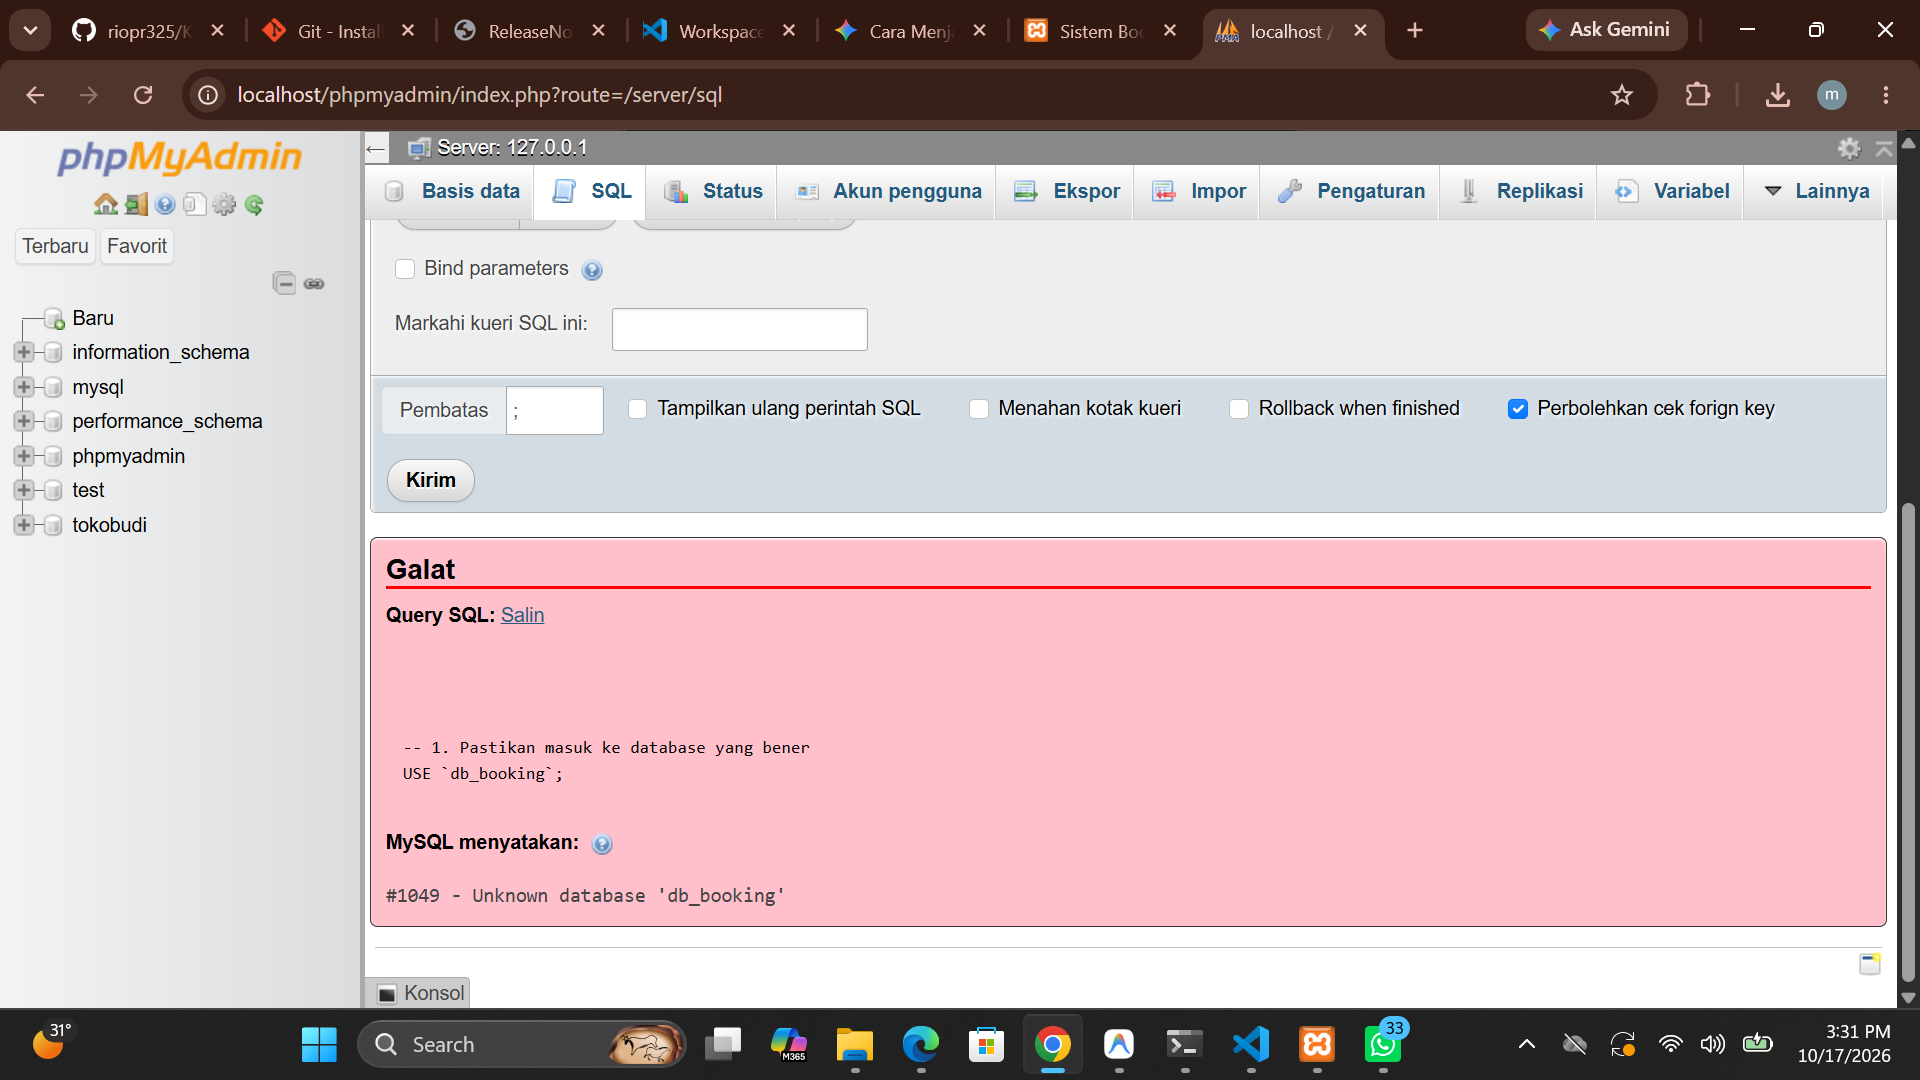 riopr325/K
Git - Instal
ReleaseNo
Workspace
Cara Menja
Sistem Boo
localhost /
Ask Gemini
localhost/phpmyadmin/index.php?route=/server/sql
m
phpMyAdmin
Terbaru
Favorit
Baru
information_schema
mysql
performance_schema
phpmyadmin
test
tokobudi
Server: 127.0.0.1
Basis data
SQL
Status
Akun pengguna
Ekspor
Impor
Pengaturan
Replikasi
Variabel
Lainnya
Bind parameters
Markahi kueri SQL ini:
Pembatas
;
Tampilkan ulang perintah SQL
Menahan kotak kueri
Rollback when finished
Perbolehkan cek forign key
Kirim
Galat
Query SQL: Salin
-- 1. Pastikan masuk ke database yang bener
USE `db_booking`;
MySQL menyatakan:
#1049 - Unknown database 'db_booking'
Konsol
31°
Search
M365
33
3:31 PM
10/17/2026